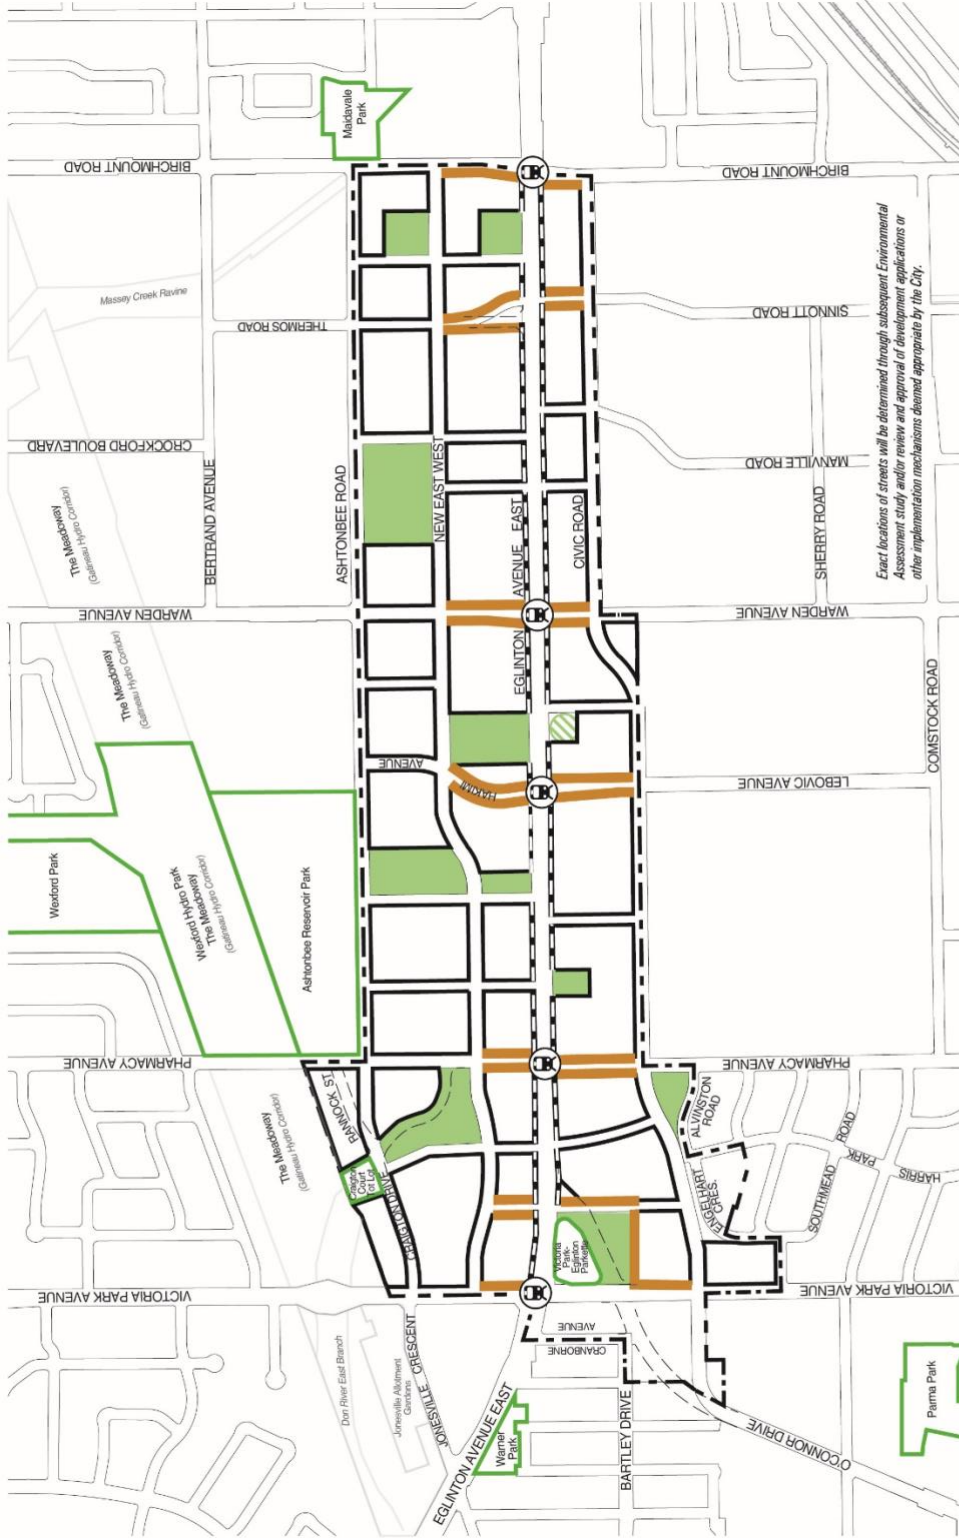 BIRCHMOUNT ROAD
BIRCHMOUNT ROAD
Maidavale
Park
Massey Creek Ravine
THERMOS ROAD
SINNOTT ROAD
CROCKFORD BOULEVARD
MANVILLE ROAD
The Meadoway
(Gatineau Hydro Corridor)
BERTRAND AVENUE
ASHTONBEE ROAD
NEW EAST WEST
EGLINTON AVENUE EAST
CIVIC ROAD
SHERRY ROAD
Exact locations of streets will be determined through subsequent Environmental
Assessment study and/or review and approval of development applications or
other implementation mechanisms deemed appropriate by the City.
WARDEN AVENUE
WARDEN AVENUE
The Meadoway
(Gatineau Hydro Corridor)
COMSTOCK ROAD
HAKIMI
AVENUE
LEBOVIC AVENUE
Wexford Park
Wexford Hydro Park
The Meadoway
(Gatineau Hydro Corridor)
Ashtonbee Reservoir Park
PHARMACY AVENUE
PHARMACY AVENUE
The Meadoway
(Gatineau Hydro Corridor)
RANNOCK ST.
Craigton
Court
Tot Lot
CRAIGTON DRIVE
ALVINSTON
ROAD
ENGELHART
CRES.
SOUTHMEAD
ROAD
HARRIS
PARK
Victoria
Park-
Eglinton
Parkette
VICTORIA PARK AVENUE
VICTORIA PARK AVENUE
Don River East Branch
Jonesville Allotment
Gardens
JONESVILLE CRESCENT
EGLINTON AVENUE EAST
Warner
Park
CRANBORNE
AVENUE
BARTLEY DRIVE
O'CONNOR DRIVE
Parma Park